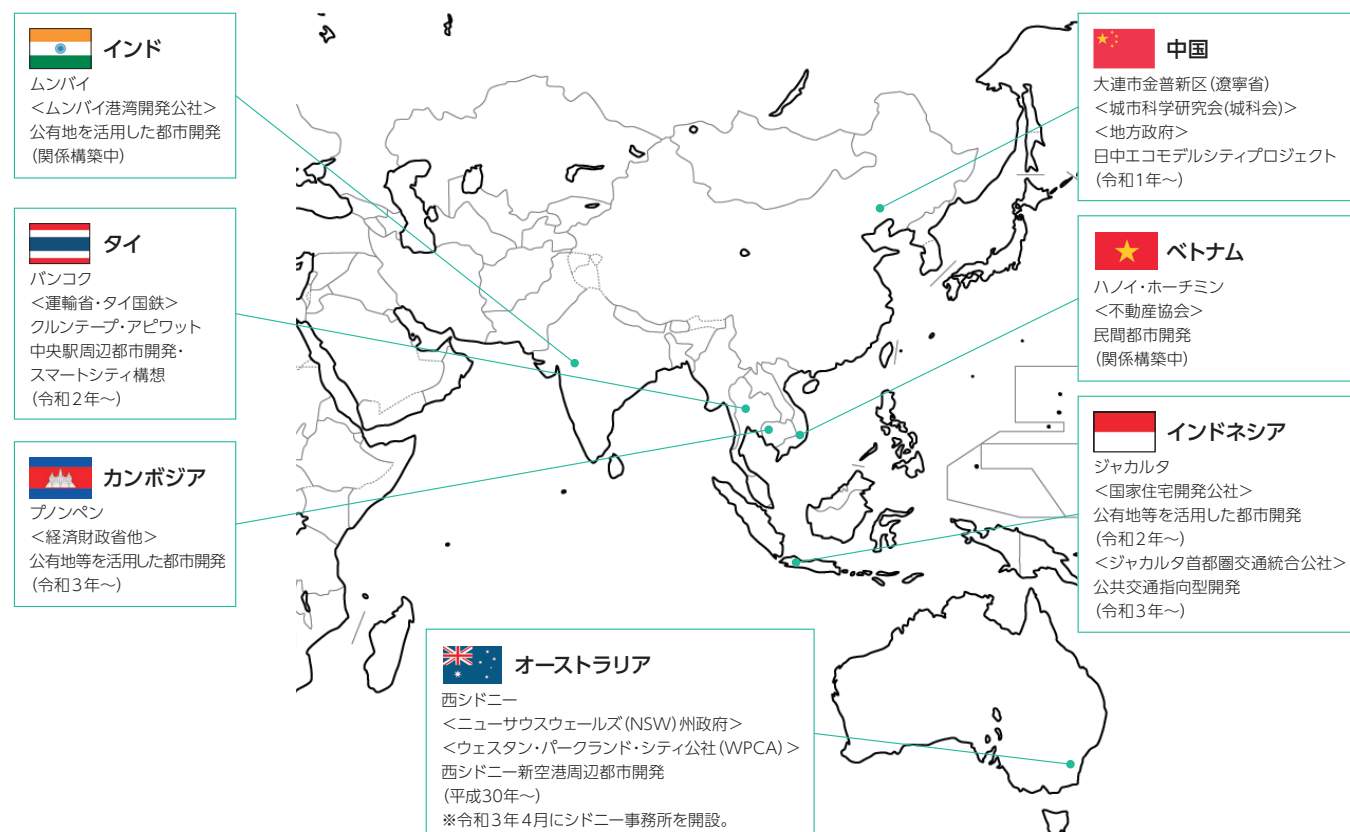 インド
ムンバイ
<ムンバイ港湾開発公社>
公有地を活用した都市開発
(関係構築中)
タイ
バンコク
<運輸省・タイ国鉄>
クルンテープ・アピワット
中央駅周辺都市開発・
スマートシティ構想
(令和2年～)
カンボジア
プノンペン
<経済財政省他>
公有地等を活用した都市開発
(令和3年～)
オーストラリア
西シドニー
<ニューサウスウェールズ(NSW)州政府>
<ウェスタン・パークランド・シティ公社(WPCA)>
西シドニー新空港周辺都市開発
(平成30年～)
※令和3年4月にシドニー事務所を開設。
中国
大連市金普新区(遼寧省)
<城市科学研究会(城科会)>
<地方政府>
日中エコモデルシティプロジェクト
(令和1年～)
ベトナム
ハノイ・ホーチミン
<不動産協会>
民間都市開発
(関係構築中)
インドネシア
ジャカルタ
<国家住宅開発公社>
公有地等を活用した都市開発
(令和2年～)
<ジャカルタ首都圏交通統合公社>
公共交通指向型開発
(令和3年～)